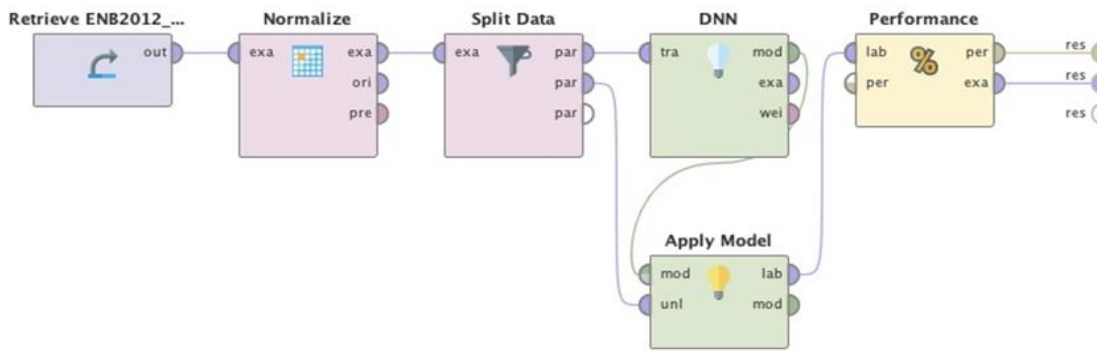 Retrieve ENB2012_...
out
Normalize
exa exa
ori
pre
Split Data
exa par
par
par
DNN
tra mod
exa
wei
Performance
lab per
per exa
res
res
res
Apply Model
mod lab
unl mod